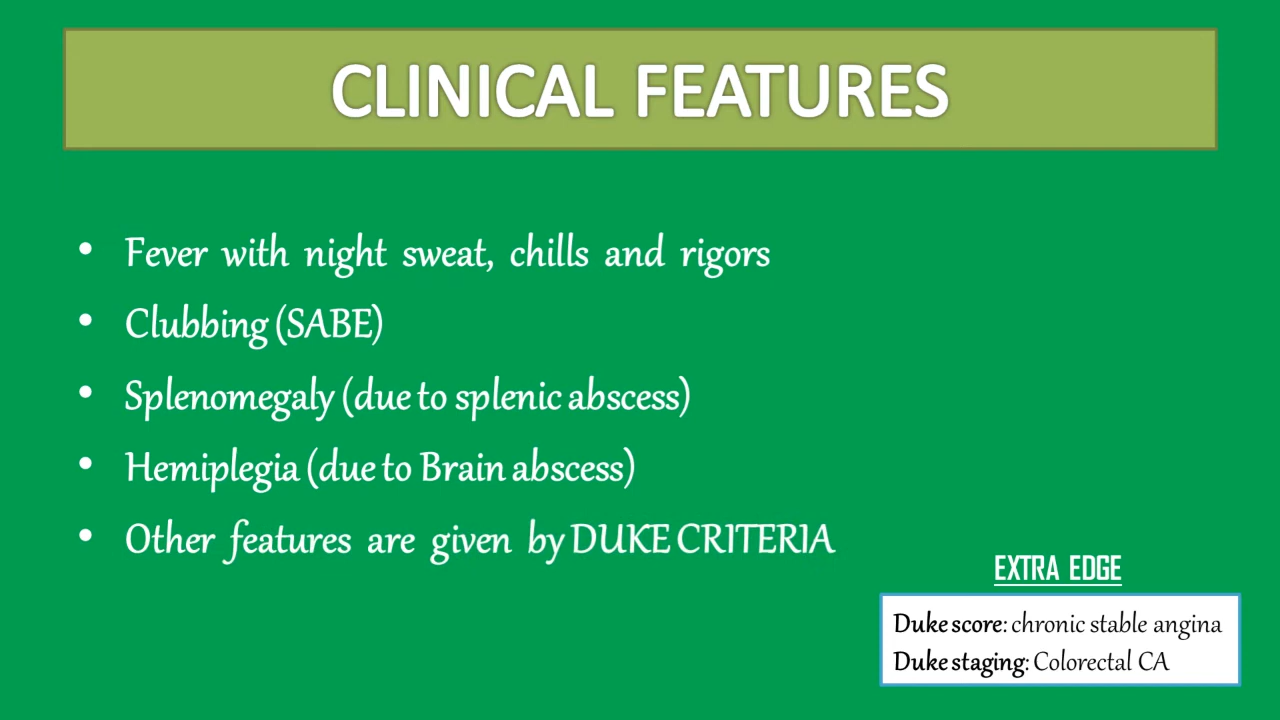 CLINICAL FEATURES
• Fever with night sweat, chills and rigors
• Clubbing (SABE)
• Splenomegaly (due to splenic abscess)
• Hemiplegia (due to Brain abscess)
• Other features are given by DUKE CRITERIA
EXTRA EDGE
Duke score: chronic stable angina
Duke staging: Colorectal CA